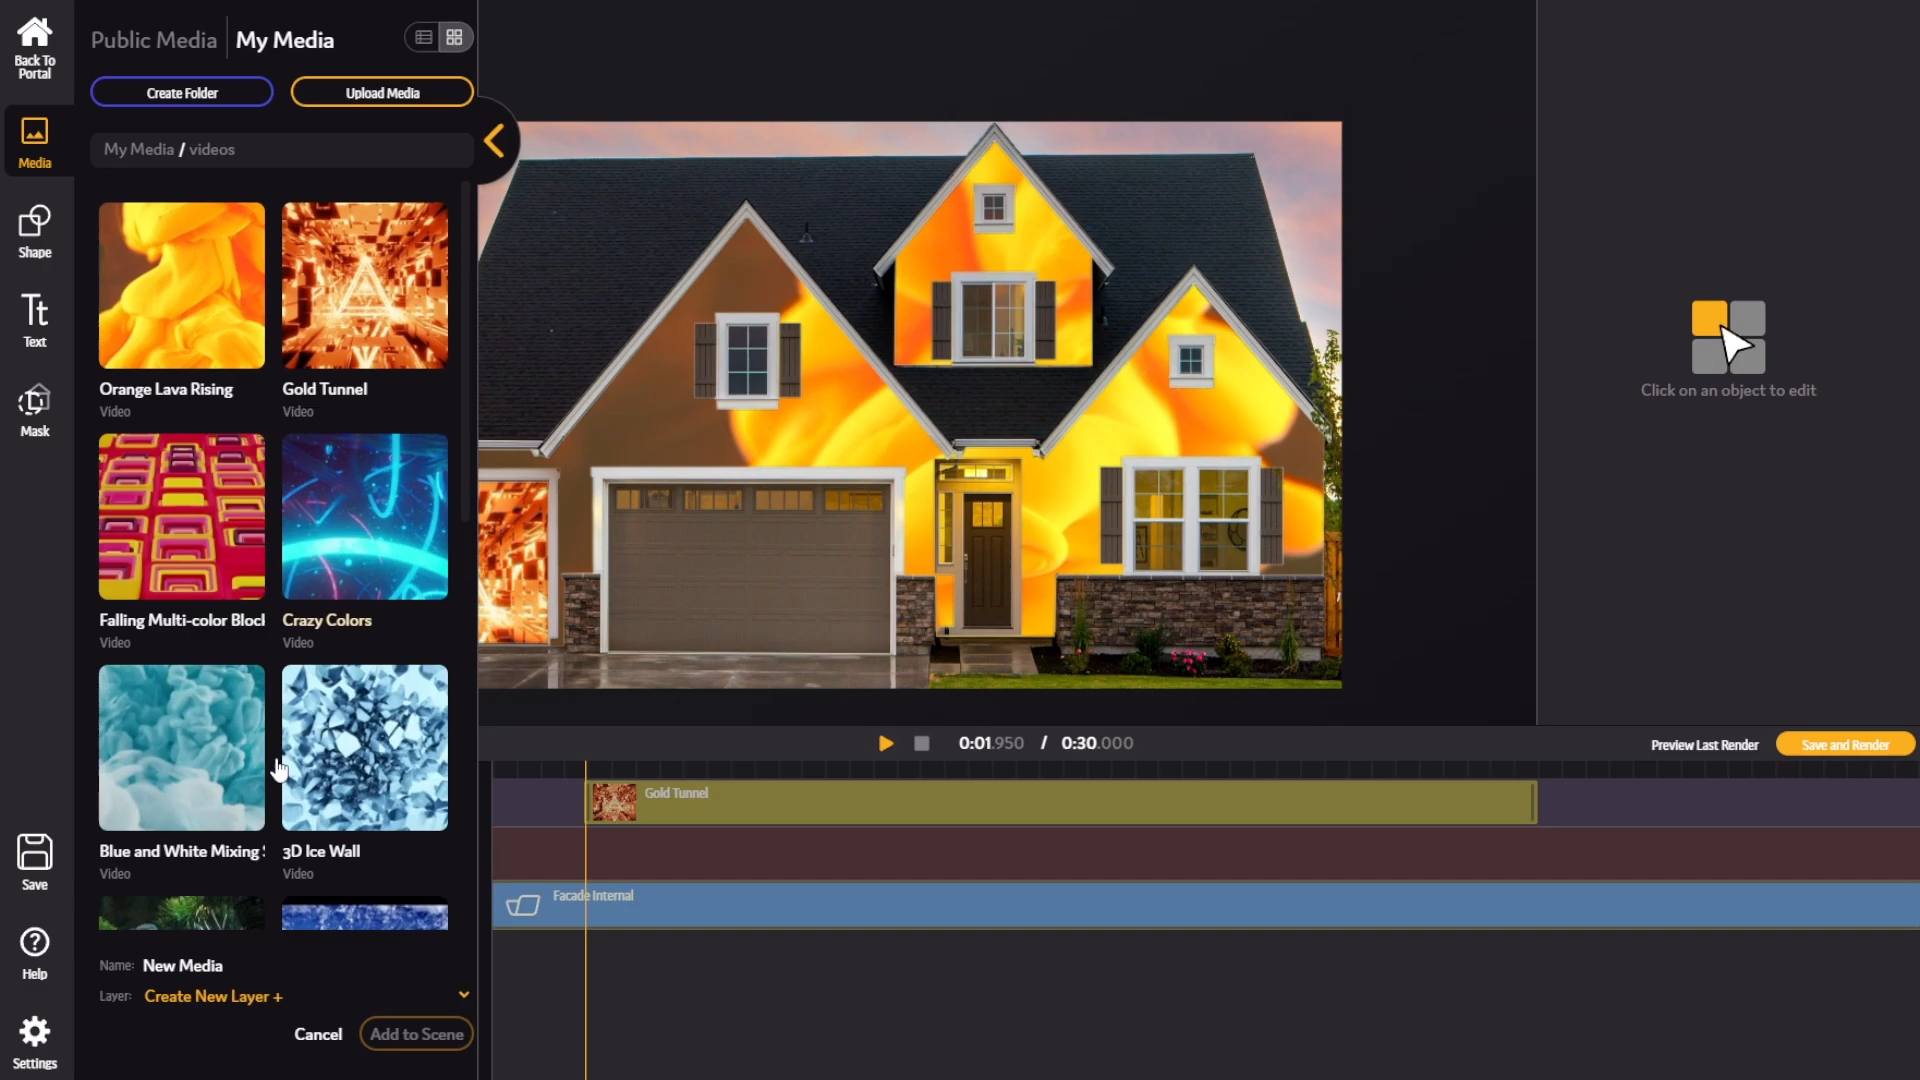 Back To
Portal
Media
Shape
Text
Mask
Save
Help
Settings
Public Media
My Media
Create Folder
Upload Media
My Media / videos
Orange Lava Rising
Video
Gold Tunnel
Video
Falling Multi-color Block
Video
Crazy Colors
Video
Blue and White Mixing
Video
3D Ice Wall
Video
Name: New Media
Layer: Create New Layer +
Cancel
Add to Scene
Click on an object to edit
0:01.950 / 0:30.000
Preview Last Render
Save and Render
Gold Tunnel
Facade Internal